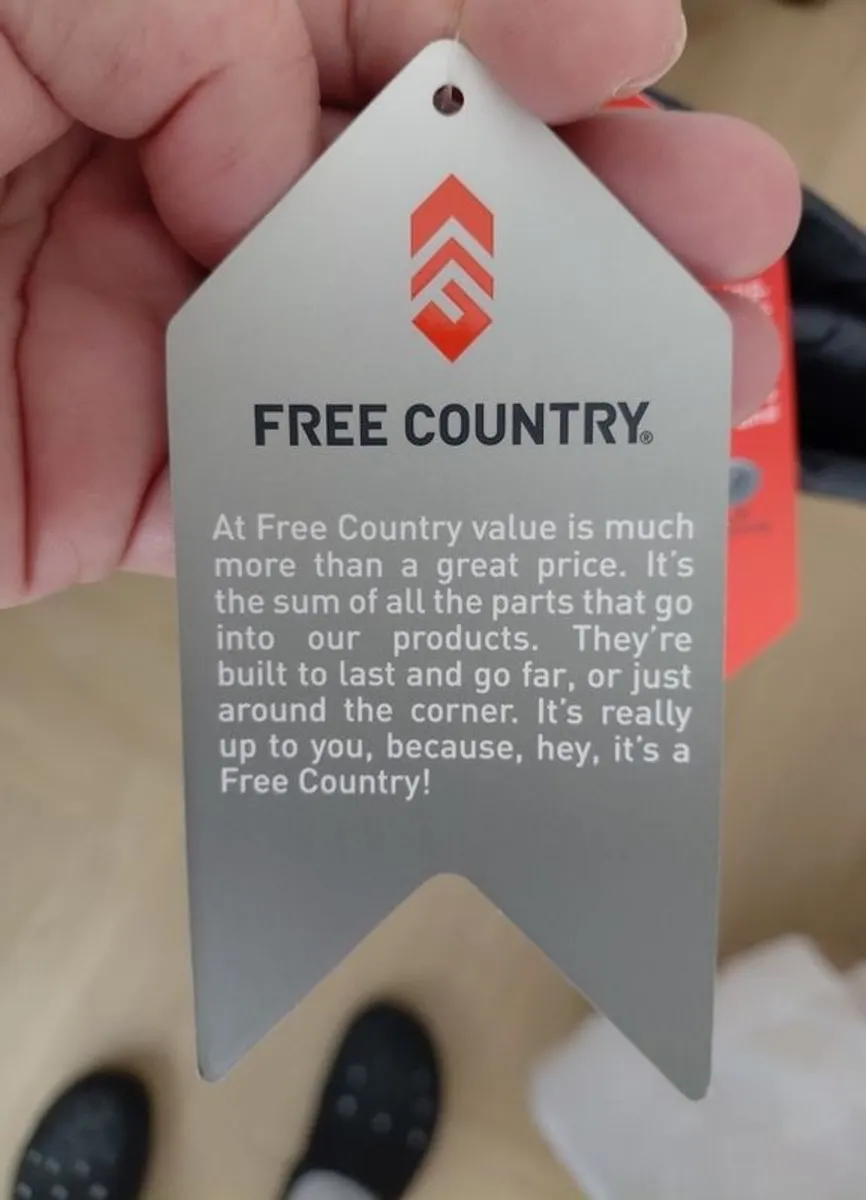 FREE COUNTRY®
At Free Country value is much
more than a great price. It's
the sum of all the parts that go
into our products. They're
built to last and go far, or just
around the corner. It's really
up to you, because, hey, it's a
Free Country!